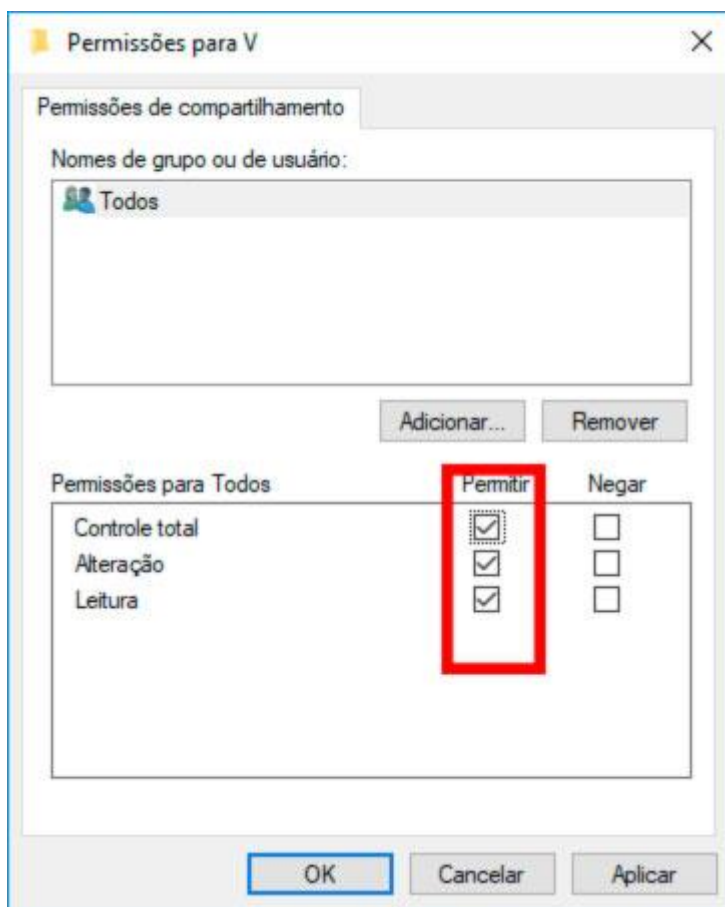 Permissões para V
Permissões de compartilhamento
Nomes de grupo ou de usuário:
Todos
Adicionar... Remover
Permissões para Todos Permitir Negar
Controle total
Alteração
Leitura
OK Cancelar Aplicar